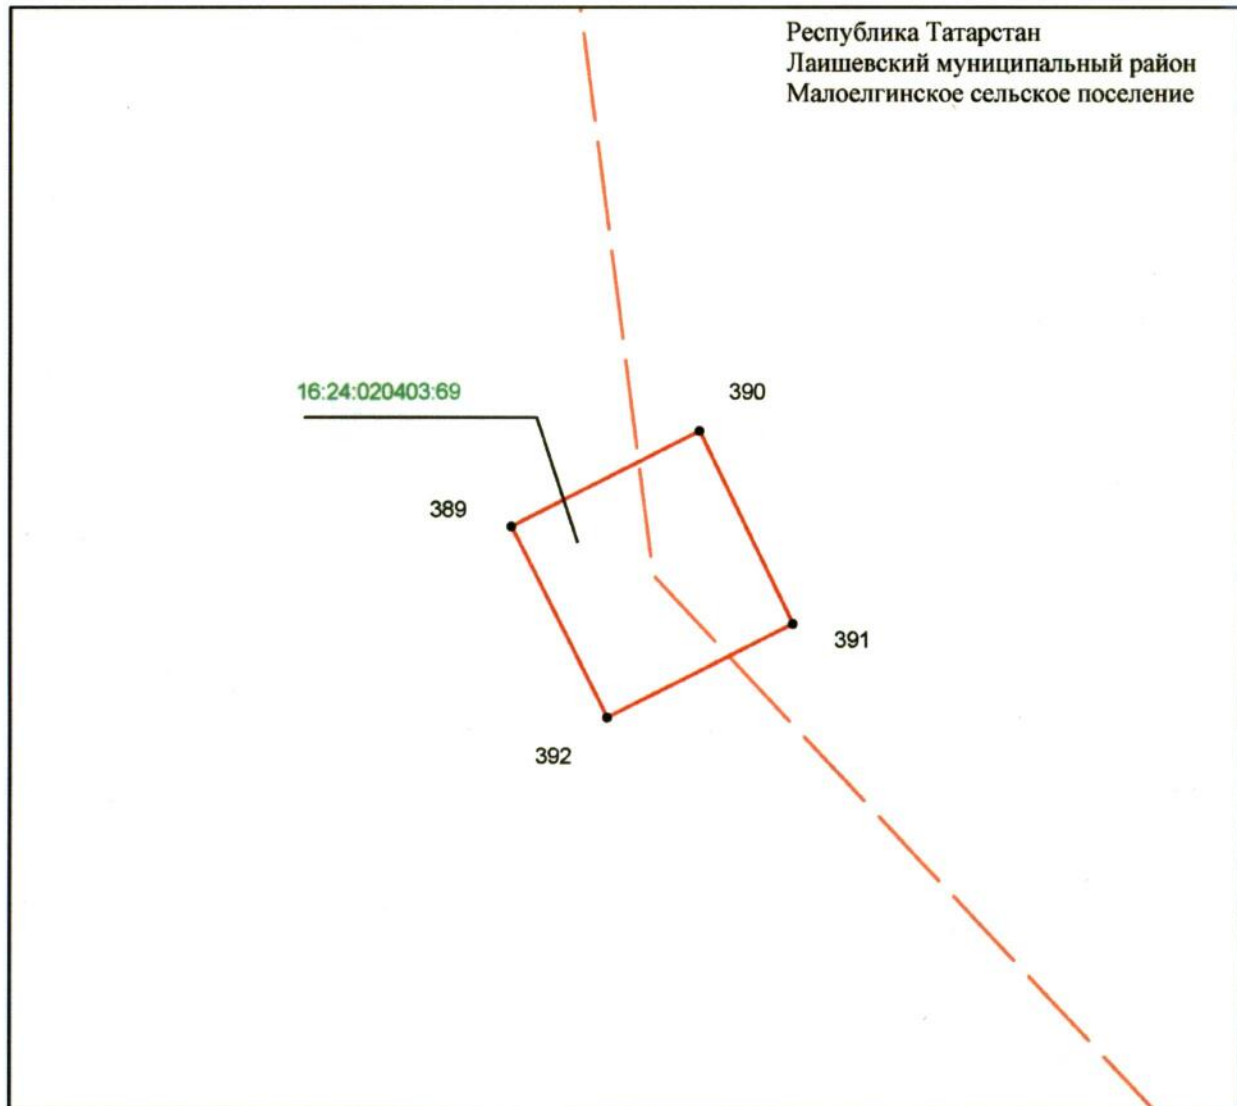 Республика Татарстан
Лаишевский муниципальный район
Малоелгинское сельское поселение
16:24:020403:69
390
389
391
392